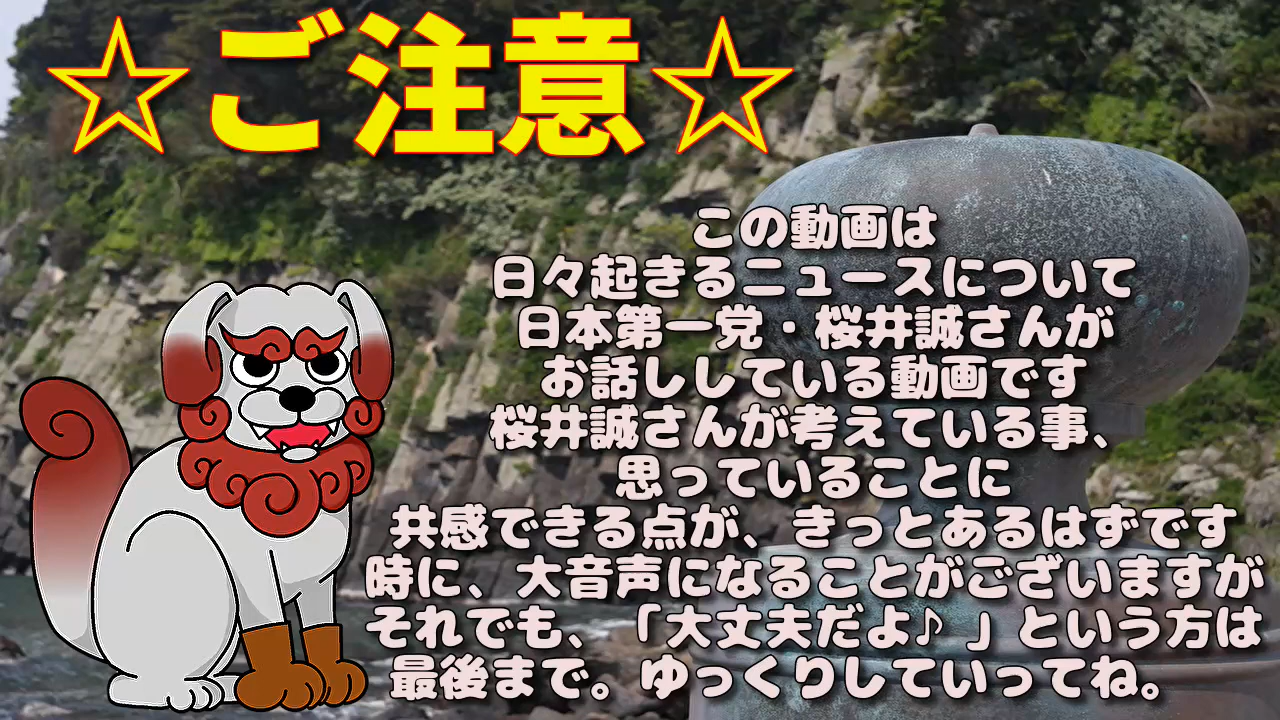 ☆ご注意☆
この動画は
日々起きるニュースについて
日本第一党・桜井誠さんが
お話ししている動画です
桜井誠さんが考えている事、
思っていることに
共感できる点が、きっとあるはずです
時に、大音声になることがございますが
それでも、「大丈夫だよ♪」という方は
最後まで。ゆっくりしていってね。